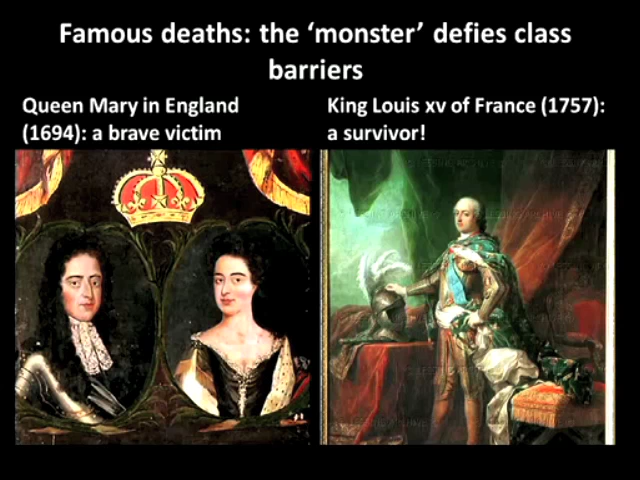 Famous deaths: the ‘monster’ defies class
barriers
Queen Mary in England
(1694): a brave victim
King Louis xv of France (1757):
a survivor!